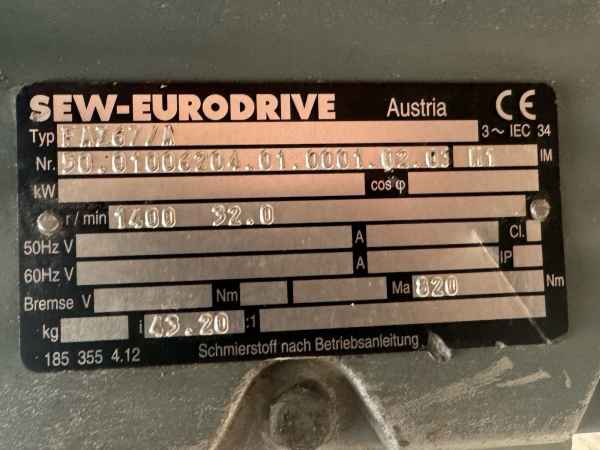 SEW-EURODRIVE Austria CE
Typ FAZ67//A 3~ IEC 34
Nr. 50.01006204.01.0001.02.03 M1 IM
kW cos φ
r/min 1400 32.0
50Hz V A Cl.
60Hz V A IP
Bremse V Nm Ma 820 Nm
kg i 43.20 :1
185 355 4.12 Schmierstoff nach Betriebsanleitung